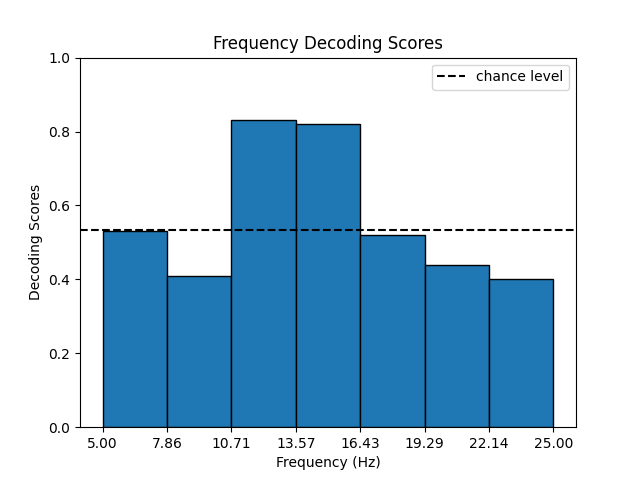 Frequency Decoding Scores
chance level
1.0
0.8
0.6
0.4
0.2
0.0
Decoding Scores
5.00 7.86 10.71 13.57 16.43 19.29 22.14 25.00
Frequency (Hz)